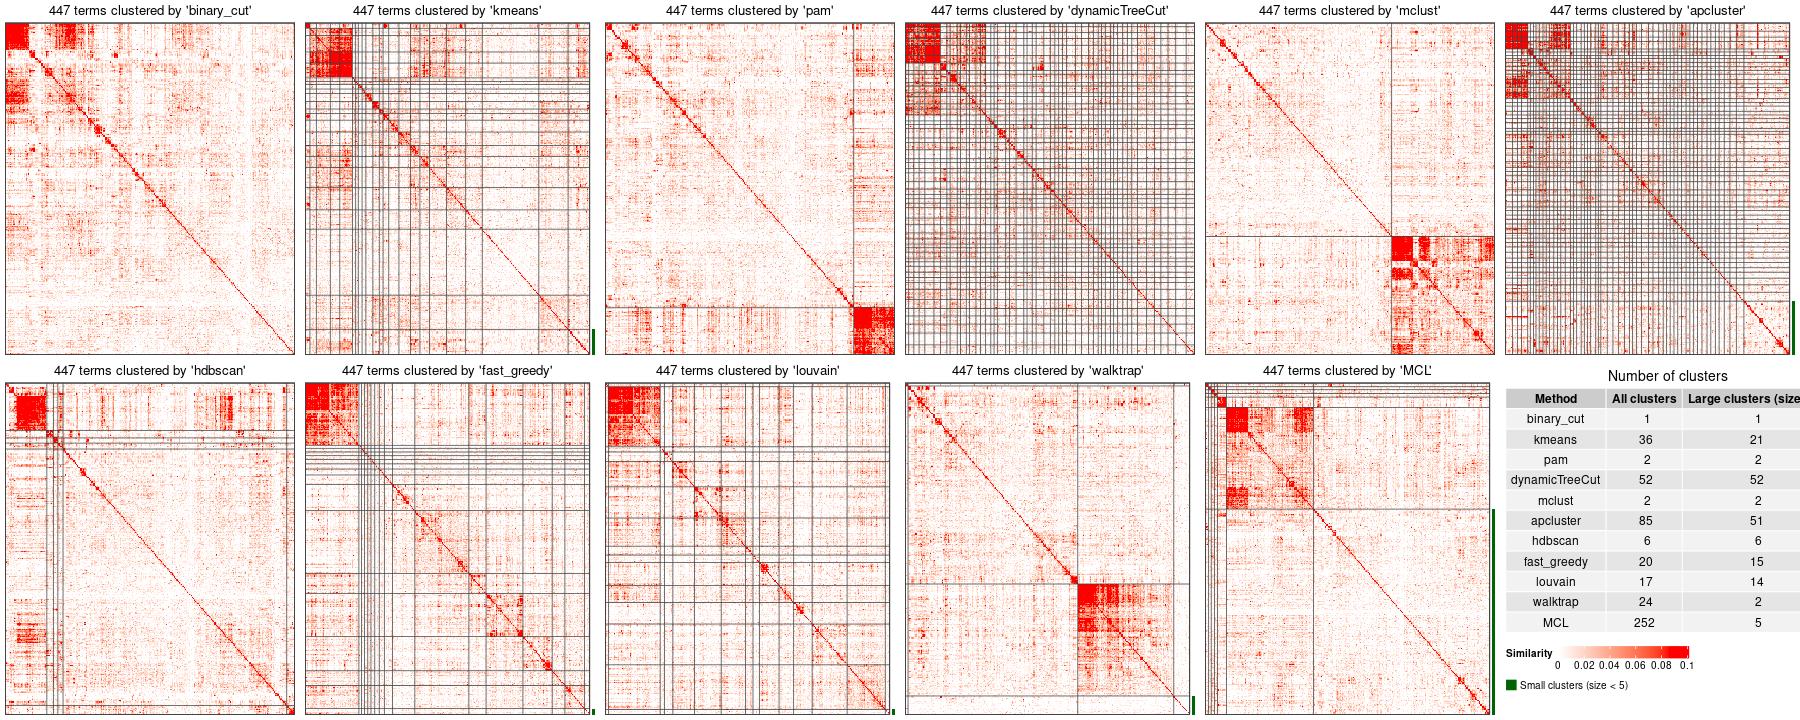 447 terms clustered by 'binary_cut'
447 terms clustered by 'kmeans'
447 terms clustered by 'pam'
447 terms clustered by 'dynamicTreeCut'
447 terms clustered by 'mclust'
447 terms clustered by 'apcluster'
447 terms clustered by 'hdbscan'
447 terms clustered by 'fast_greedy'
447 terms clustered by 'louvain'
447 terms clustered by 'walktrap'
447 terms clustered by 'MCL'
Number of clusters
Method All clusters Large clusters (size
binary_cut 1 1
kmeans 36 21
pam 2 2
dynamicTreeCut 52 52
mclust 2 2
apcluster 85 51
hdbscan 6 6
fast_greedy 20 15
louvain 17 14
walktrap 24 2
MCL 252 5
Similarity
0 0.02 0.04 0.06 0.08 0.1
Small clusters (size < 5)